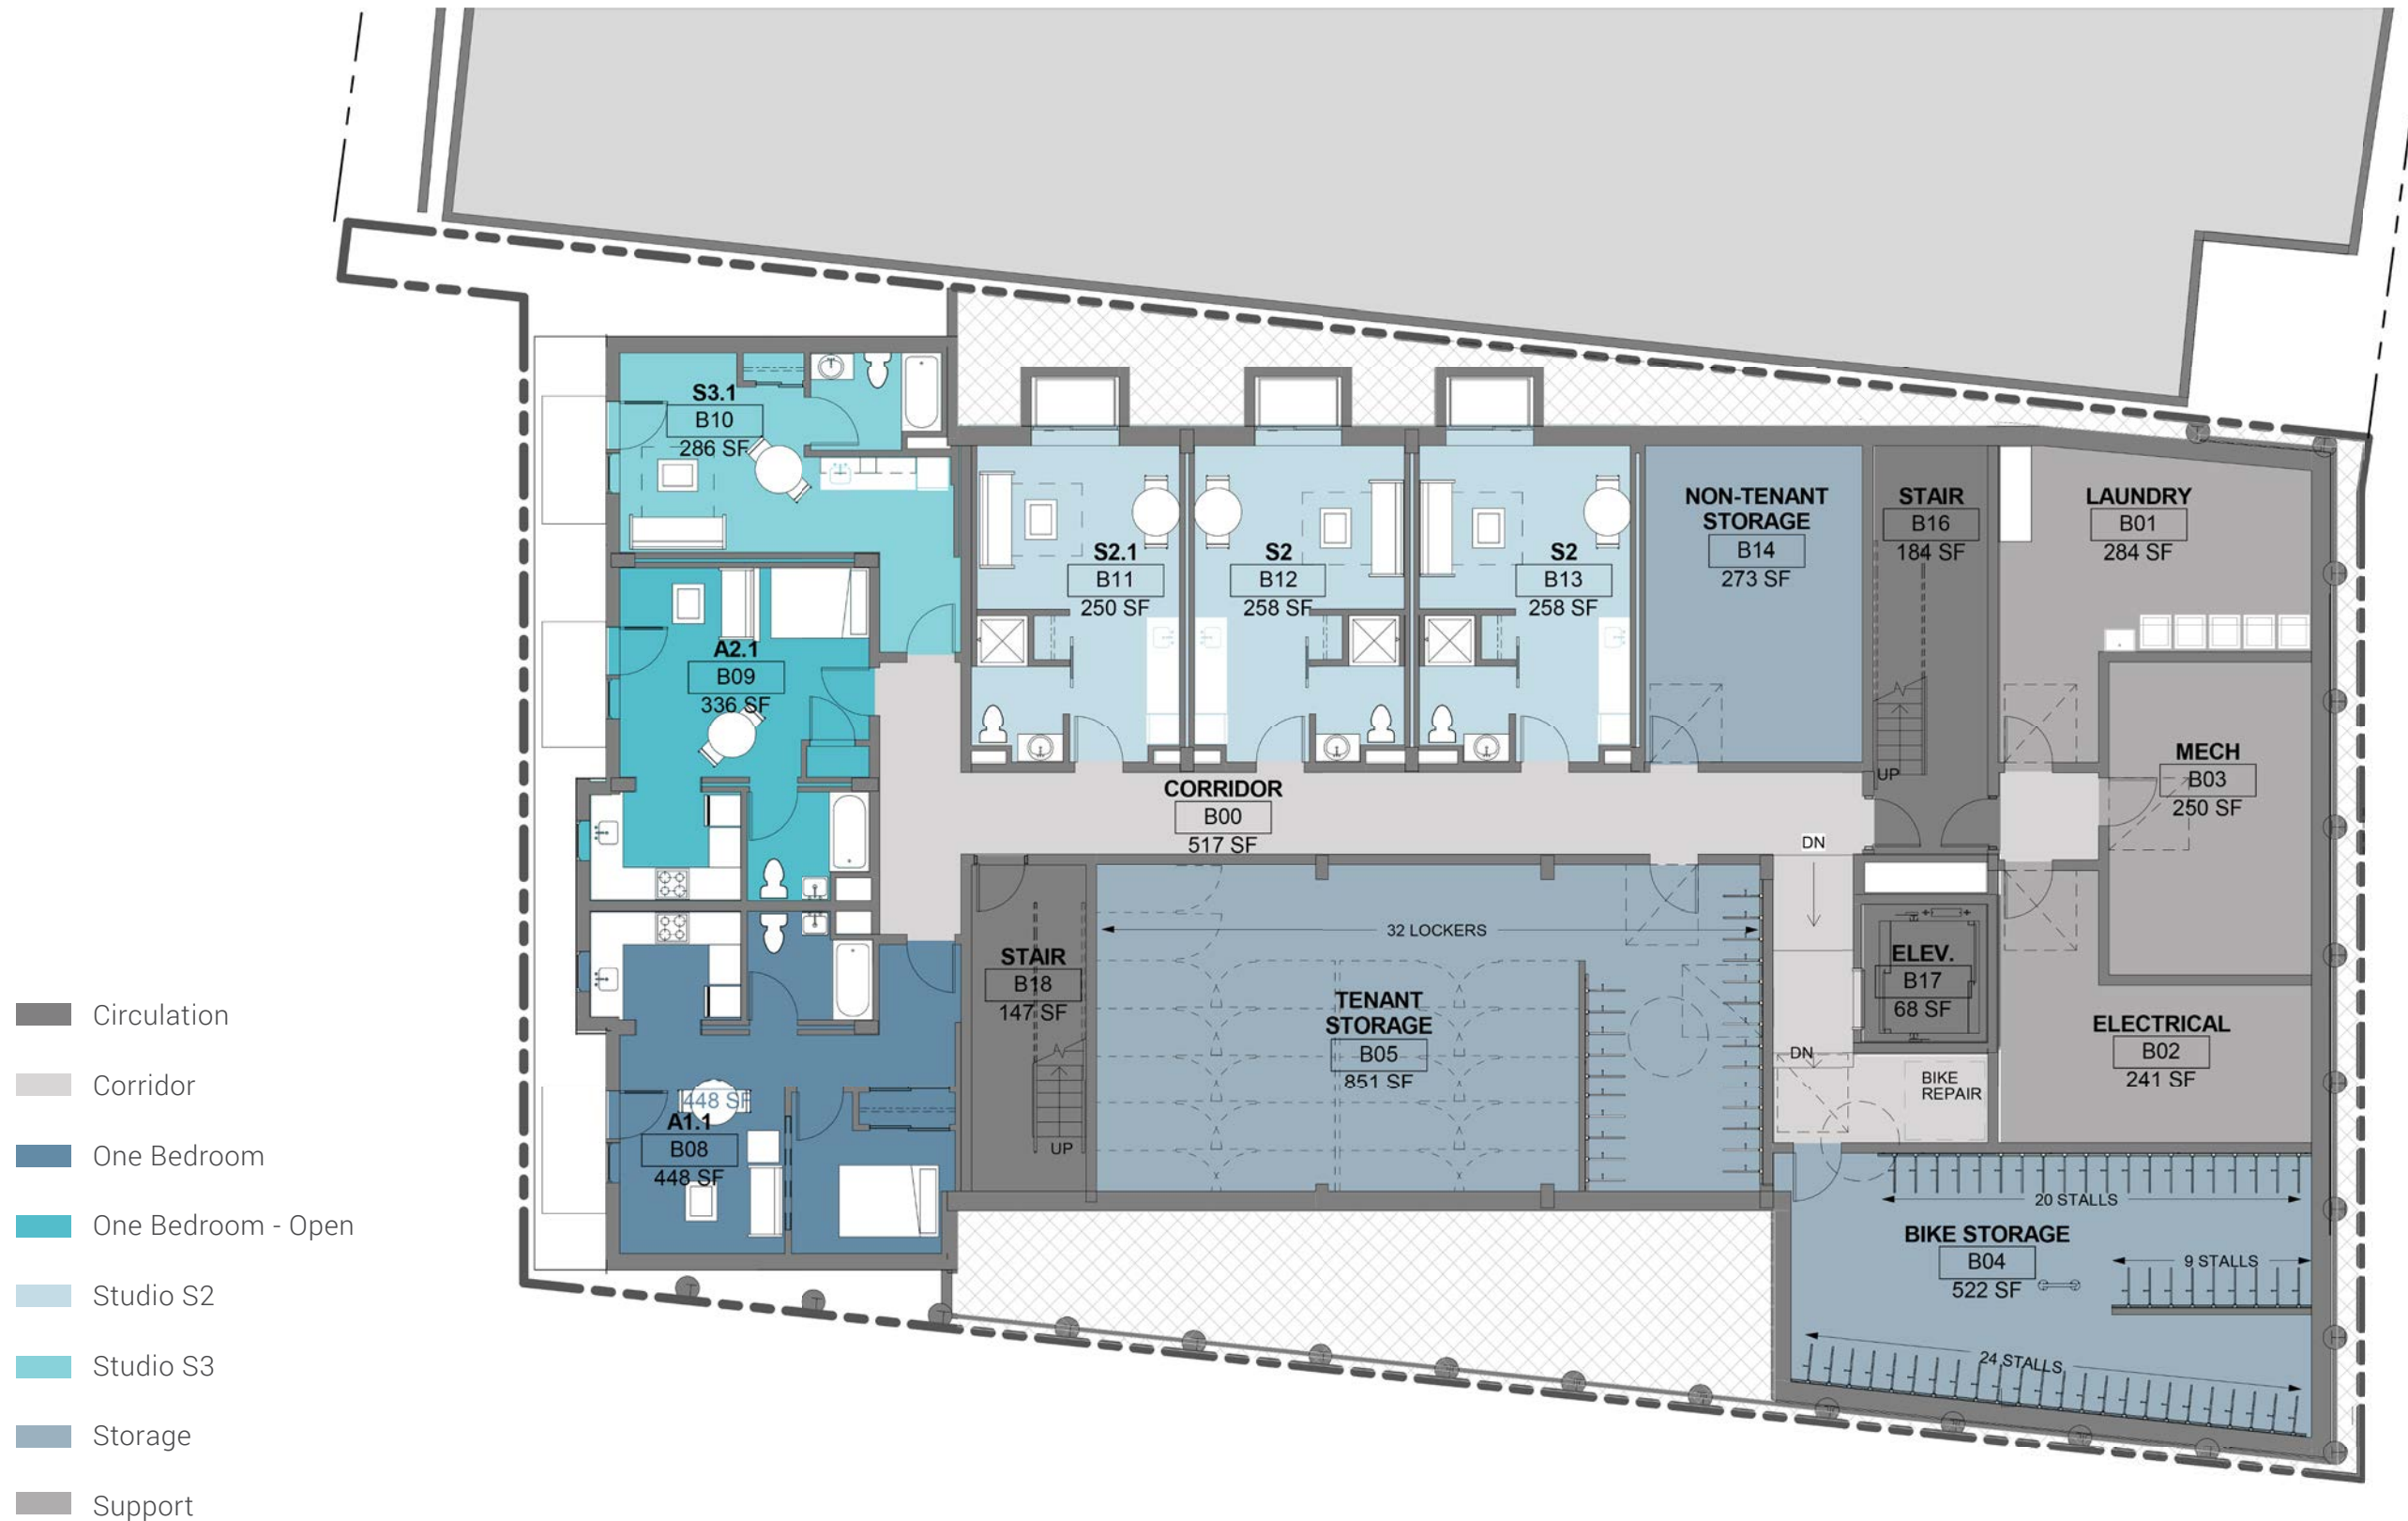 S3.1
B10
286 SF
A2.1
B09
336 SF
448 SF
A1.1
B08
448 SF
S2.1
B11
250 SF
S2
B12
258 SF
S2
B13
258 SF
NON-TENANT
STORAGE
B14
273 SF
STAIR
B16
184 SF
UP
LAUNDRY
B01
284 SF
MECH
B03
250 SF
CORRIDOR
B00
517 SF
DN
STAIR
B18
147 SF
UP
32 LOCKERS
TENANT
STORAGE
B05
851 SF
ELEV.
B17
68 SF
DN
BIKE
REPAIR
ELECTRICAL
B02
241 SF
20 STALLS
BIKE STORAGE
B04
522 SF
9 STALLS
24 STALLS
Circulation
Corridor
One Bedroom
One Bedroom - Open
Studio S2
Studio S3
Storage
Support